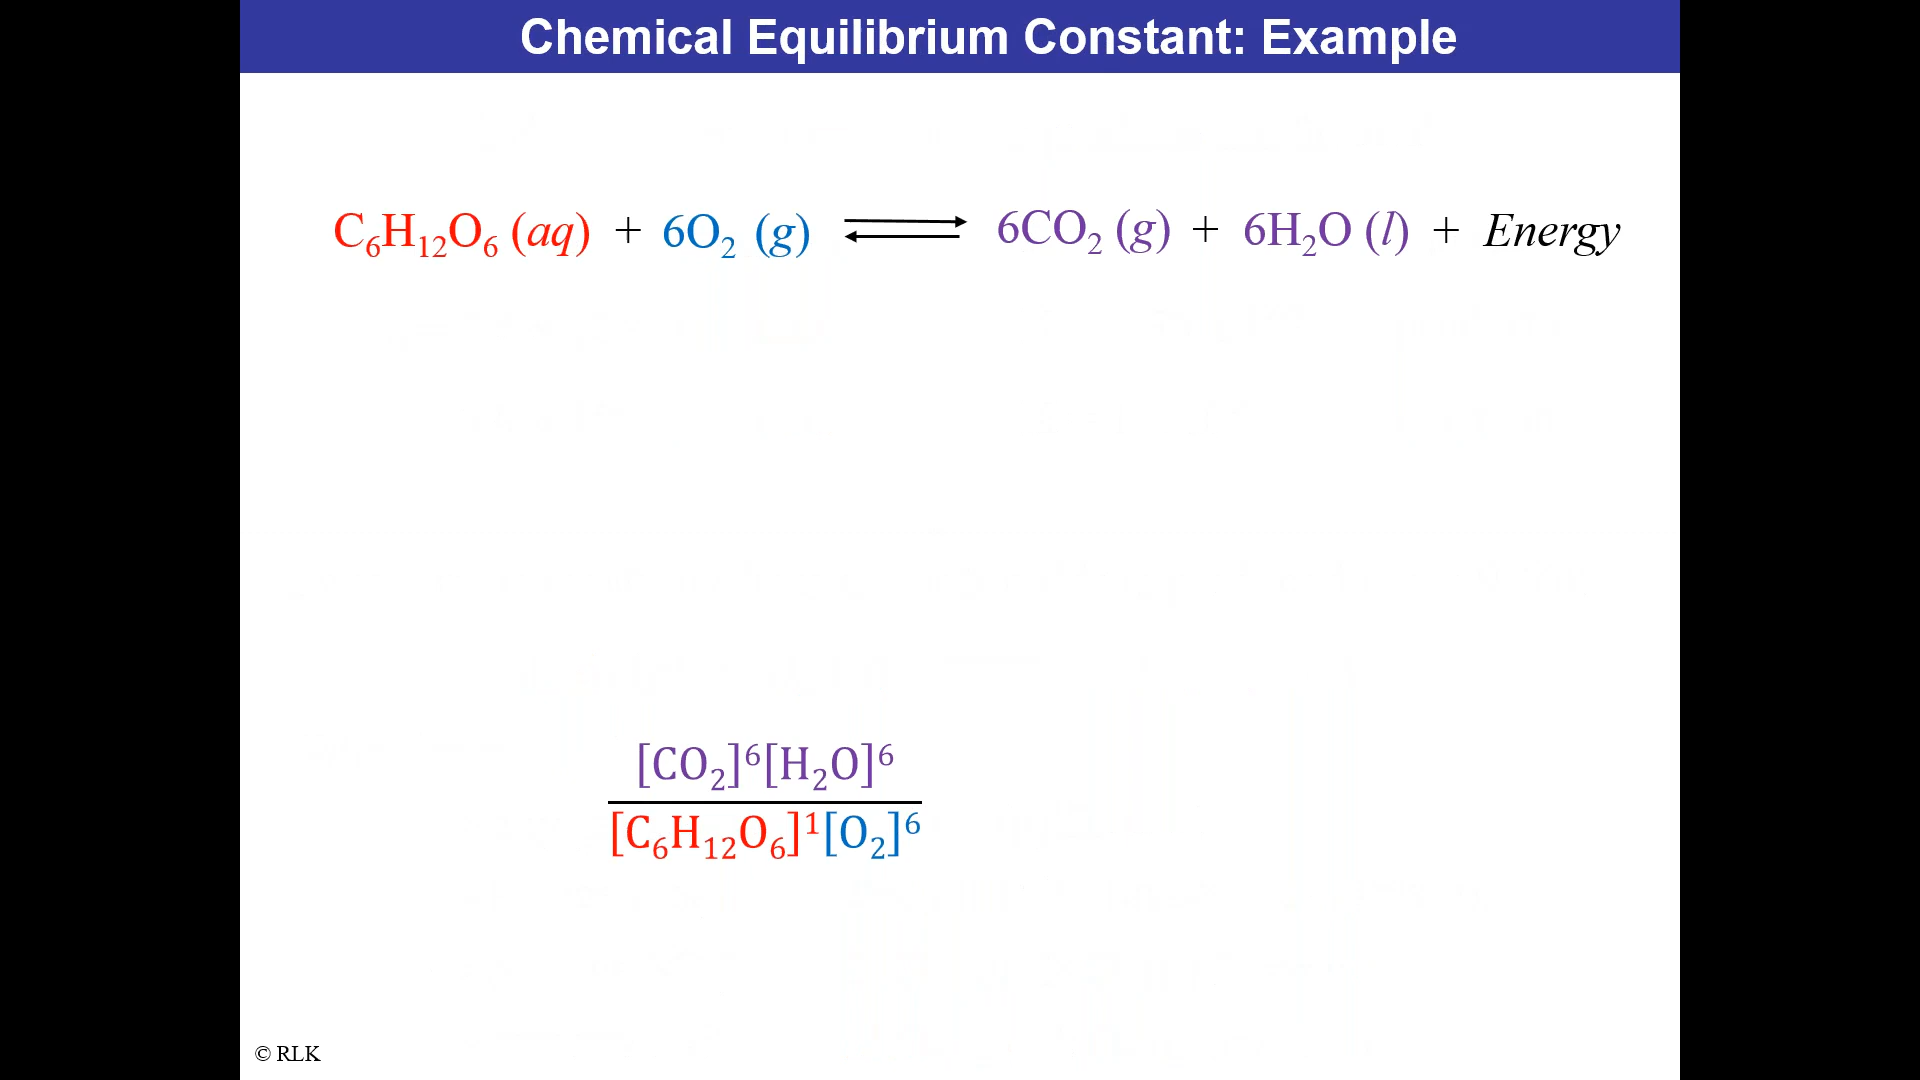 Chemical Equilibrium Constant: Example
C₆H₁₂O₆ (aq) + 6O₂ (g) ⇌ 6CO₂ (g) + 6H₂O (l) + Energy
[CO₂]⁶[H₂O]⁶
[C₆H₁₂O₆]¹[O₂]⁶
© RLK